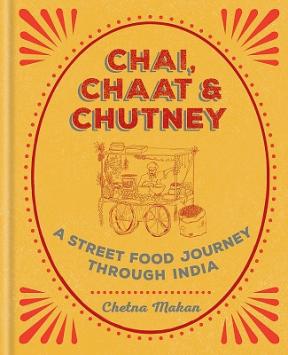 CHAI,
CHAAT &
CHUTNEY
A STREET FOOD JOURNEY
THROUGH INDIA
Chetna Makan